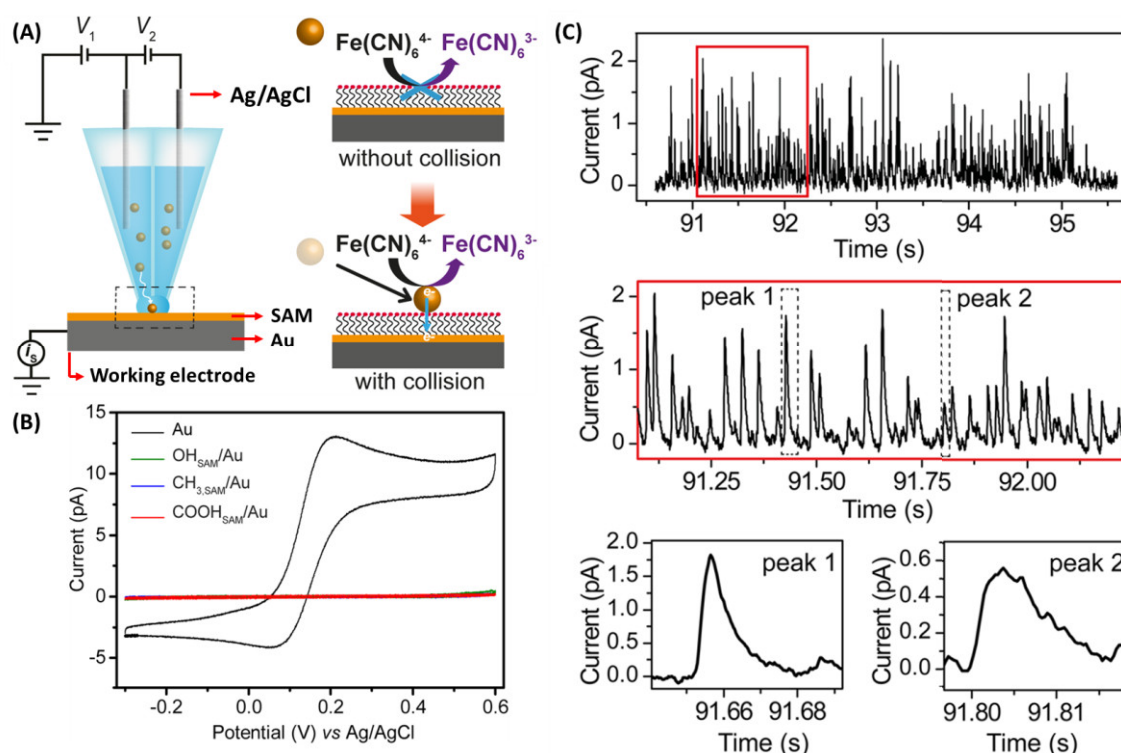 (A)
V1
V2
Ag/AgCl
SAM
Au
is
Working electrode
Fe(CN)6 4- Fe(CN)6 3-
without collision
Fe(CN)6 4- Fe(CN)6 3-
e-
e-
with collision
(B)
15
10
5
0
-5
Current (pA)
Au
OHSAM/Au
CH3,SAM/Au
COOHSAM/Au
-0.2 0.0 0.2 0.4 0.6
Potential (V) vs Ag/AgCl
(C)
2
1
0
Current (pA)
91 92 93 94 95
Time (s)
2
1
0
Current (pA)
peak 1
peak 2
91.25 91.50 91.75 92.00
Time (s)
2.0
1.5
1.0
0.5
0.0
Current (pA)
peak 1
91.66 91.68
Time (s)
0.6
0.4
0.2
0.0
Current (pA)
peak 2
91.80 91.81
Time (s)